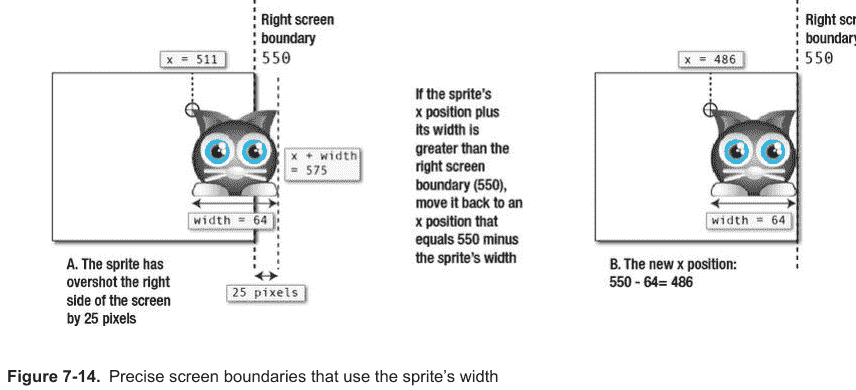 Right screen
boundary
550
x = 511
x + width
= 575
width = 64
25 pixels
A. The sprite has
overshot the right
side of the screen
by 25 pixels
If the sprite's
x position plus
its width is
greater than the
right screen
boundary (550),
move it back to an
x position that
equals 550 minus
the sprite's width
Right scr
boundary
550
x = 486
width = 64
B. The new x position:
550 - 64= 486
Figure 7-14. Precise screen boundaries that use the sprite's width